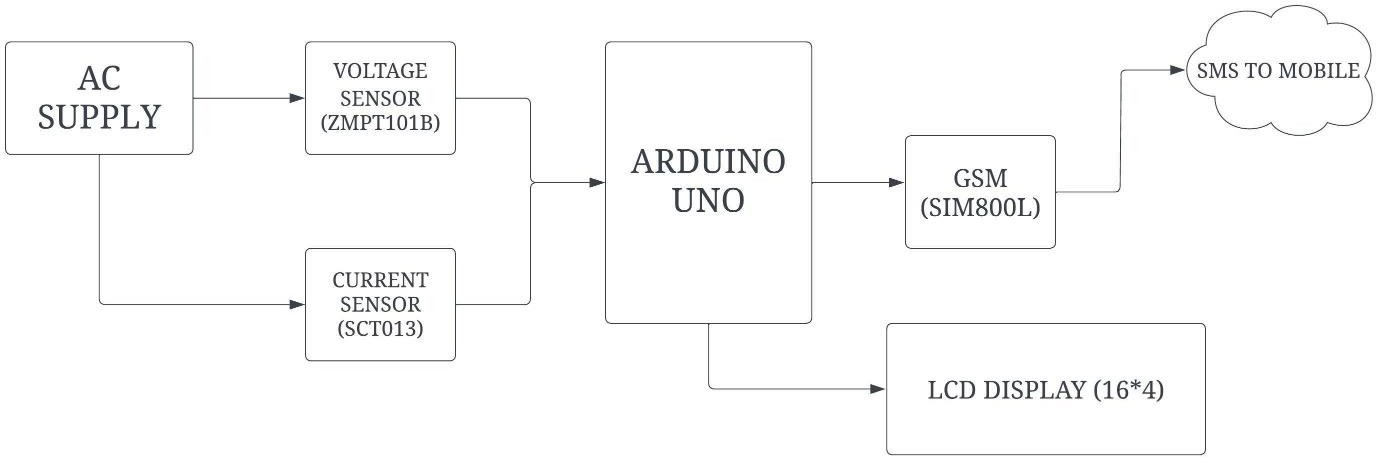 AC
SUPPLY
VOLTAGE
SENSOR
(ZMPT101B)
CURRENT
SENSOR
(SCT013)
ARDUINO
UNO
GSM
(SIM800L)
SMS TO MOBILE
LCD DISPLAY (16*4)